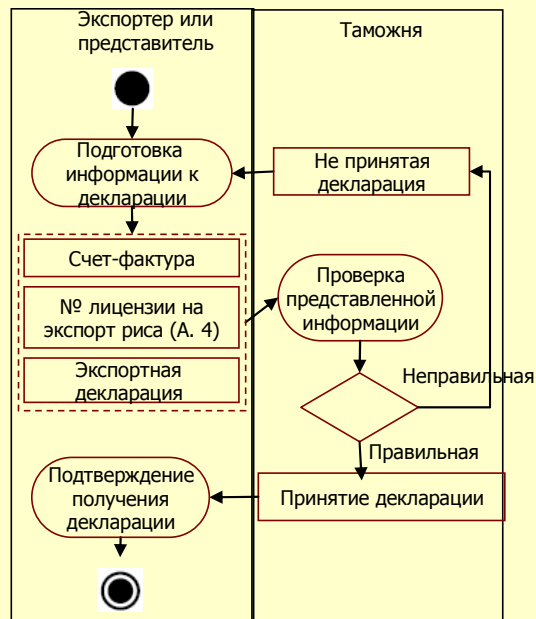 Экспортер или
представитель
Таможня
Подготовка
информации к
декларации
Не принятая
декларация
Счет-фактура
№ лицензии на
экспорт риса (А. 4)
Экспортная
декларация
Проверка
представленной
информации
Неправильная
Правильная
Подтверждение
получения
декларации
Принятие декларации